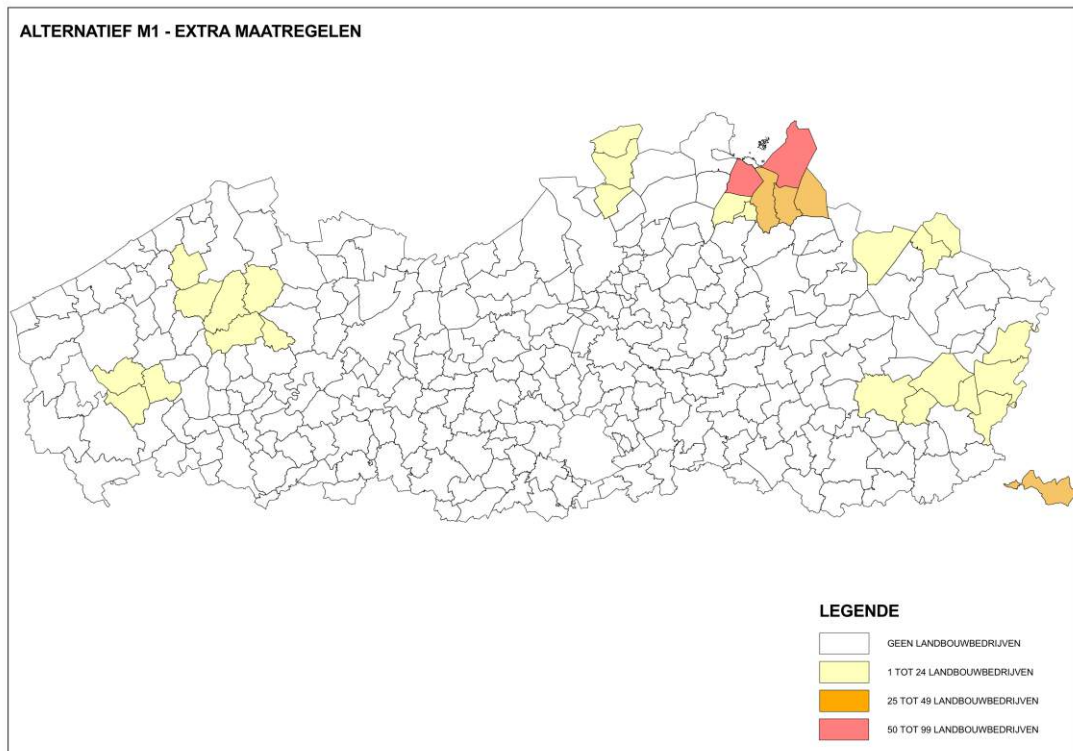 ALTERNATIEF M1 - EXTRA MAATREGELEN
LEGENDE
GEEN LANDBOUWBEDRIJVEN
1 TOT 24 LANDBOUWBEDRIJVEN
25 TOT 49 LANDBOUWBEDRIJVEN
50 TOT 99 LANDBOUWBEDRIJVEN